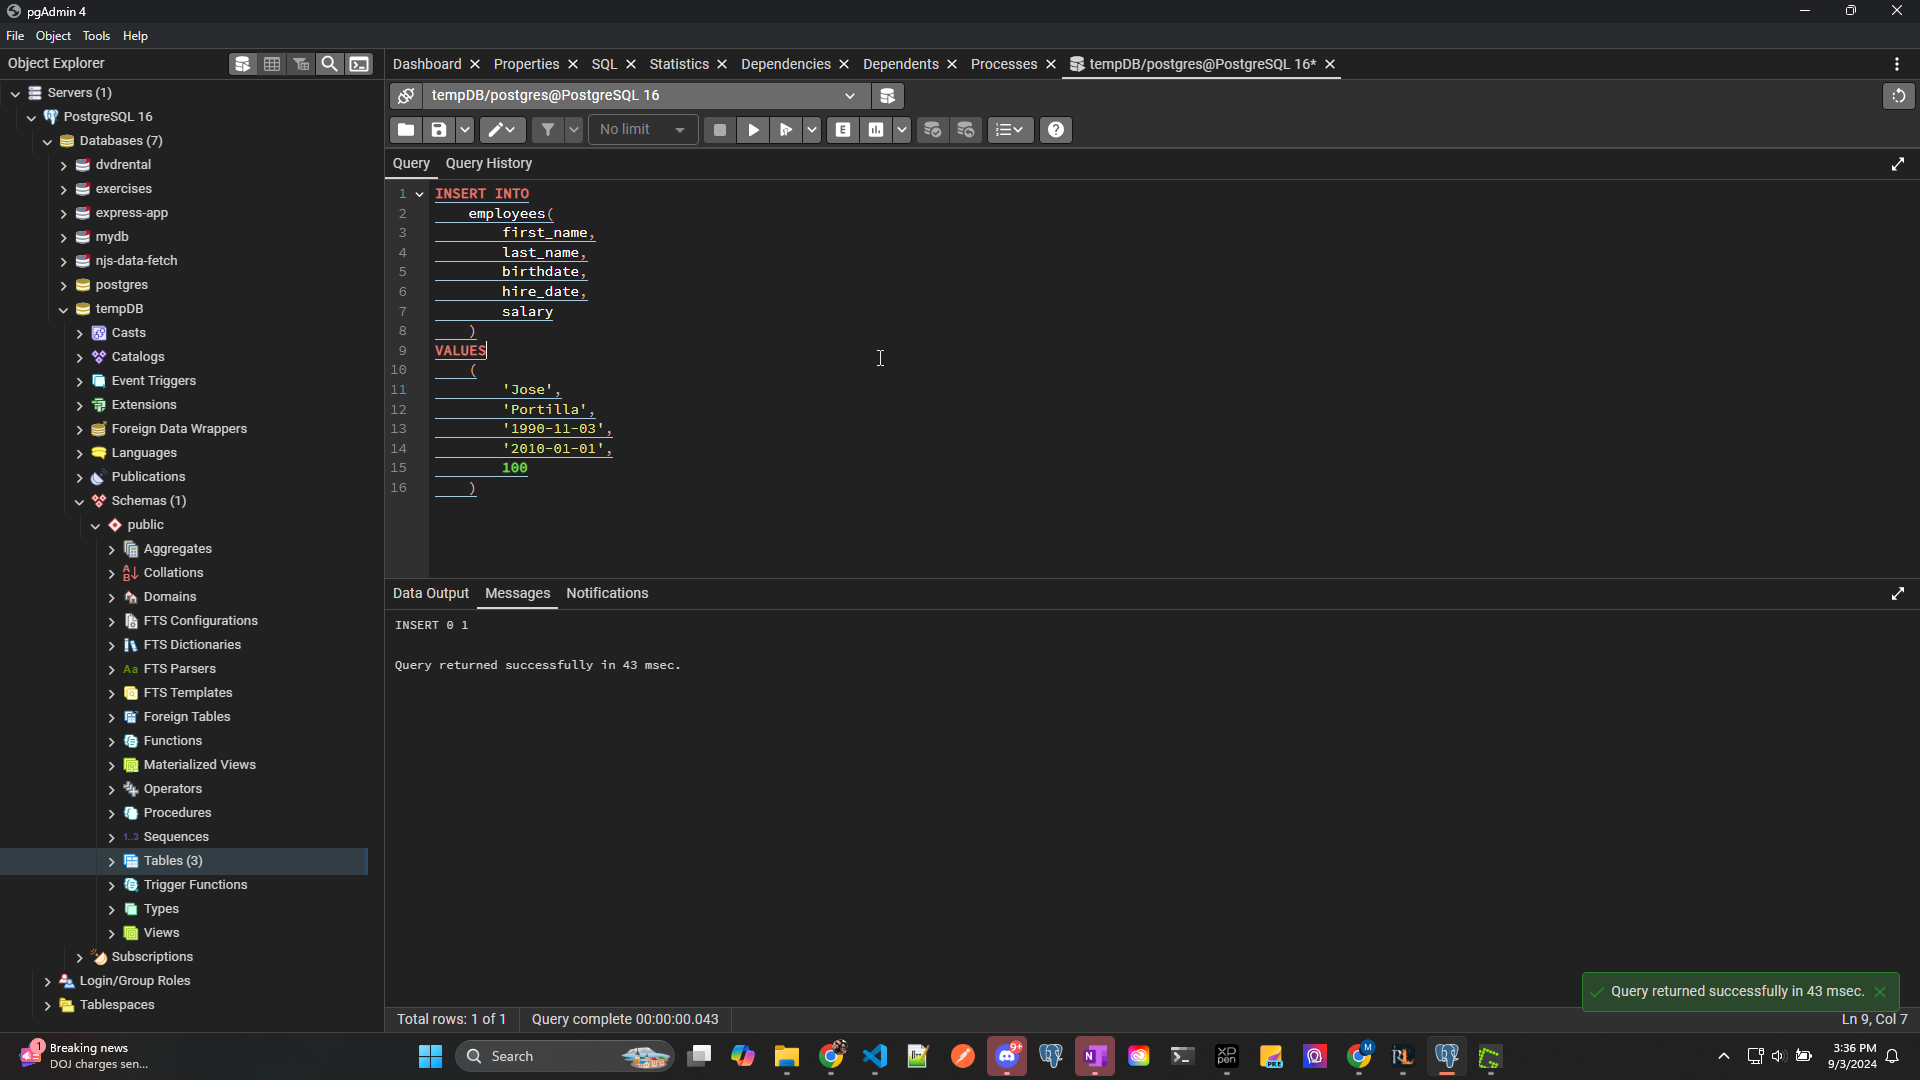 pgAdmin 4
File Object Tools Help
Object Explorer
Dashboard Properties SQL Statistics Dependencies Dependents Processes tempDB/postgres@PostgreSQL 16*
Servers (1)
PostgreSQL 16
Databases (7)
dvdrental
exercises
express-app
mydb
njs-data-fetch
postgres
tempDB
Casts
Catalogs
Event Triggers
Extensions
Foreign Data Wrappers
Languages
Publications
Schemas (1)
public
Aggregates
Collations
Domains
FTS Configurations
FTS Dictionaries
Aa FTS Parsers
FTS Templates
Foreign Tables
Functions
Materialized Views
Operators
Procedures
1..3 Sequences
Tables (3)
Trigger Functions
Types
Views
Subscriptions
Login/Group Roles
Tablespaces
tempDB/postgres@PostgreSQL 16
No limit
E
Query Query History
1 INSERT INTO
2 employees(
3 first_name,
4 last_name,
5 birthdate,
6 hire_date,
7 salary
8 )
9 VALUES
10 (
11 'Jose',
12 'Portilla',
13 '1990-11-03',
14 '2010-01-01',
15 100
16 )
Data Output Messages Notifications
INSERT 0 1
Query returned successfully in 43 msec.
Query returned successfully in 43 msec.
Total rows: 1 of 1 Query complete 00:00:00.043 Ln 9, Col 7
1 Breaking news
DOJ charges sen...
Search
9+
N
XP
pen
PRE
M
3:36 PM
9/3/2024